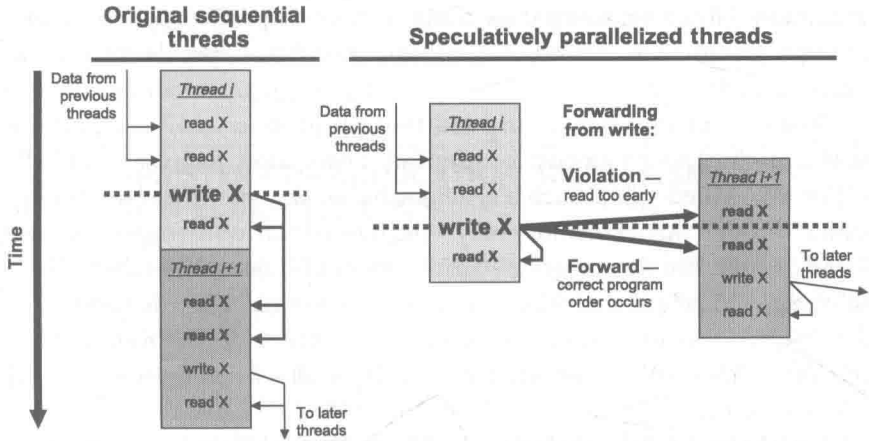 Original sequential
threads
Time
Data from
previous
threads
Thread i
read X
read X
write X
read X
Thread i+1
read X
read X
write X
read X
To later
threads
Speculatively parallelized threads
Data from
previous
threads
Thread i
read X
read X
write X
read X
Forwarding
from write:
Violation —
read too early
Forward —
correct program
order occurs
Thread i+1
read X
read X
write X
read X
To later
threads